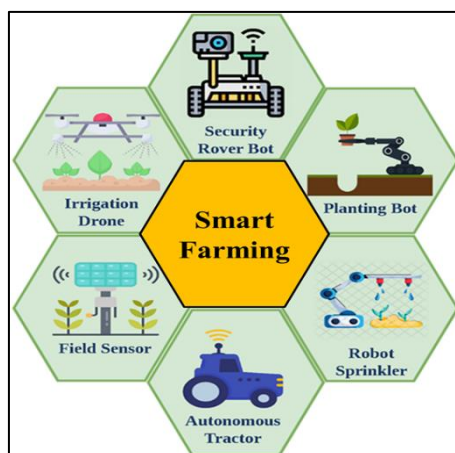 Security
Rover Bot
Irrigation
Drone
Planting Bot
Smart
Farming
Field Sensor
Robot
Sprinkler
Autonomous
Tractor